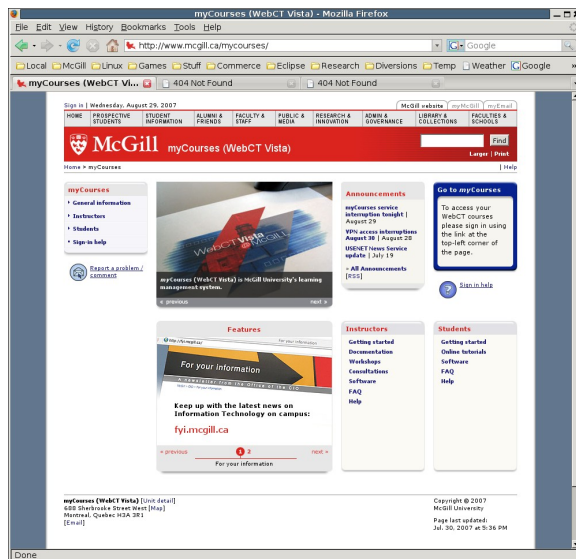 myCourses (WebCT Vista) - Mozilla Firefox
File Edit View History Bookmarks Tools Help
http://www.mcgill.ca/mycourses/
Google
Local McGill Linux Games Stuff Commerce Eclipse Research Diversions Temp Weather Google »
myCourses (WebCT Vi... 404 Not Found 404 Not Found
Sign in | Wednesday, August 29, 2007
McGill website myMcGill myEmail
HOME PROSPECTIVE STUDENTS STUDENT INFORMATION ALUMNI & FRIENDS FACULTY & STAFF PUBLIC & MEDIA RESEARCH & INNOVATION ADMIN & GOVERNANCE LIBRARY & COLLECTIONS FACULTIES & SCHOOLS
McGill myCourses (WebCT Vista)
Find
Larger | Print
Home > myCourses
| Help
myCourses
General information
Instructors
Students
Sign-in help
Report a problem /
comment
WebCT Vista @ McGill
myCourses (WebCT Vista) is McGill University's learning
management system.
« previous next »
Announcements
myCourses service
interruption tonight |
August 29
VPN access interruptions
August 30 | August 28
USENET News Service
update | July 19
» All Announcements
[RSS]
Go to myCourses
To access your
WebCT courses
please sign in using
the link at the
top-left corner of
the page.
? Sign in help
Features
For your information
For your information
A newsletter from the Office of the CIO
Keep up with the latest news on
Information Technology on campus:
fyi.mcgill.ca
« previous 1 2 next »
For your information
Instructors
Getting started
Documentation
Workshops
Consultations
Software
FAQ
Help
Students
Getting started
Online tutorials
Software
FAQ
Help
myCourses (WebCT Vista) [Unit detail]
688 Sherbrooke Street West [Map]
Montreal, Quebec H3A 3R1
[Email]
Copyright © 2007
McGill University
Page last updated:
Jul. 30, 2007 at 5:36 PM
Done